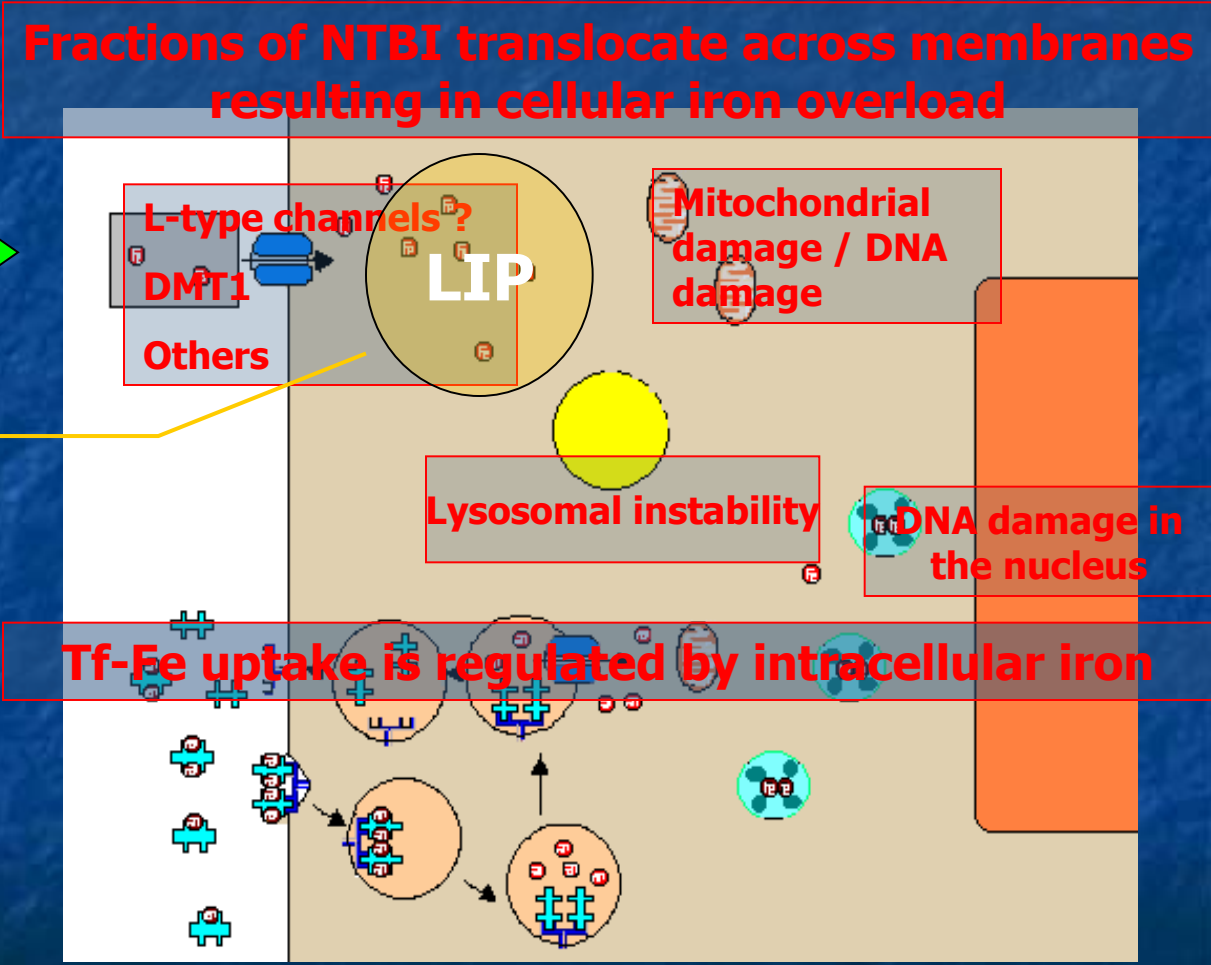 Fractions of NTBI translocate across membranes
resulting in cellular iron overload
L-type channels ?
DMT1
Others
LIP
Mitochondrial
damage / DNA
damage
Lysosomal instability
DNA damage in
the nucleus
Tf-Fe uptake is regulated by intracellular iron